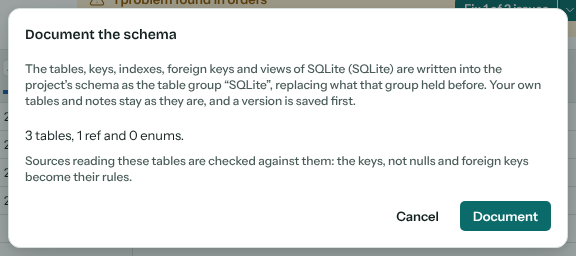 1 problem found in orders
Fix 1 of 3 issues
Document the schema
The tables, keys, indexes, foreign keys and views of SQLite (SQLite) are written into the
project's schema as the table group “SQLite”, replacing what that group held before. Your own
tables and notes stay as they are, and a version is saved first.
3 tables, 1 ref and 0 enums.
Sources reading these tables are checked against them: the keys, not nulls and foreign keys
become their rules.
Cancel
Document